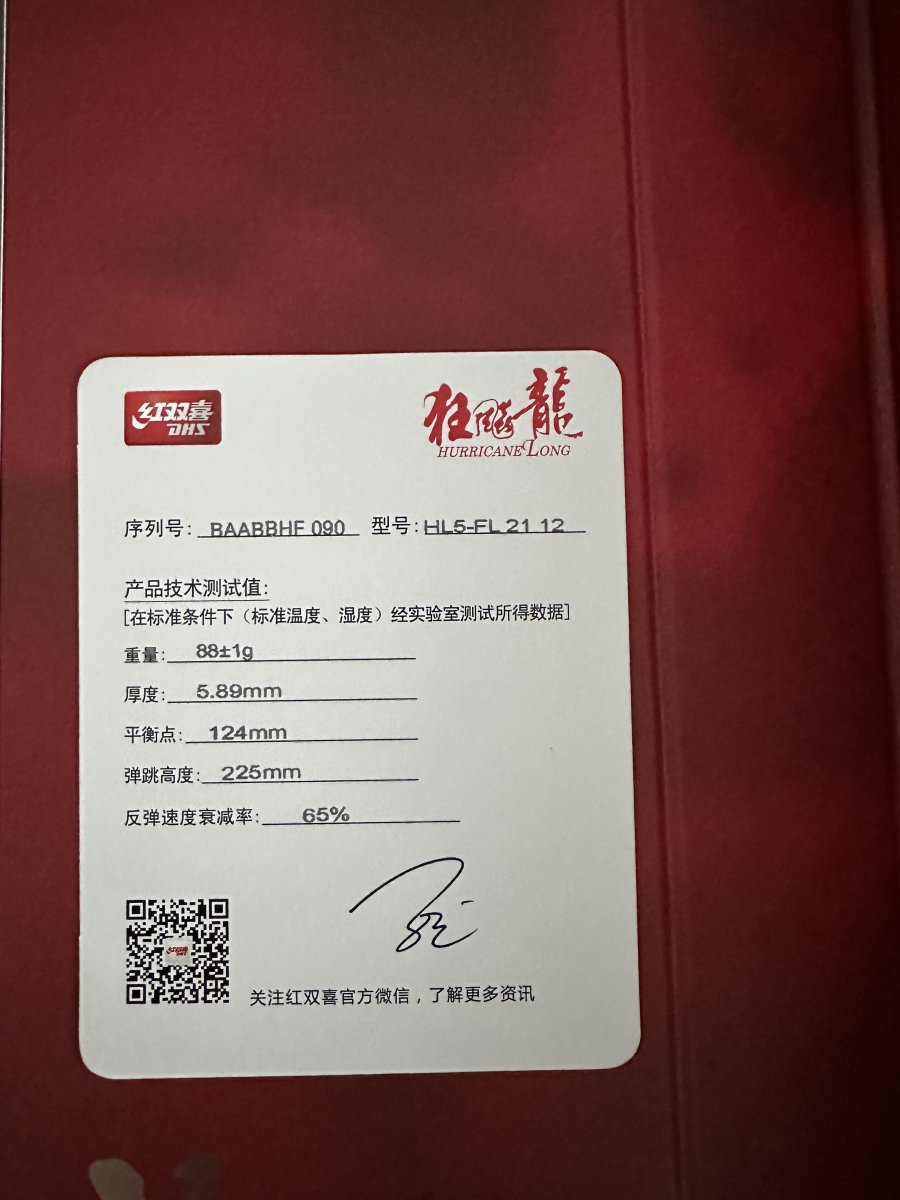 红双喜
DHS
狂飚龍
HURRICANE LONG
序列号: BAABBHF 090 型号: HL5-FL 21 12
产品技术测试值:
[在标准条件下（标准温度、湿度）经实验室测试所得数据]
重量: 88±1g
厚度: 5.89mm
平衡点: 124mm
弹跳高度: 225mm
反弹速度衰减率: 65%
红双喜
DHS
关注红双喜官方微信，了解更多资讯